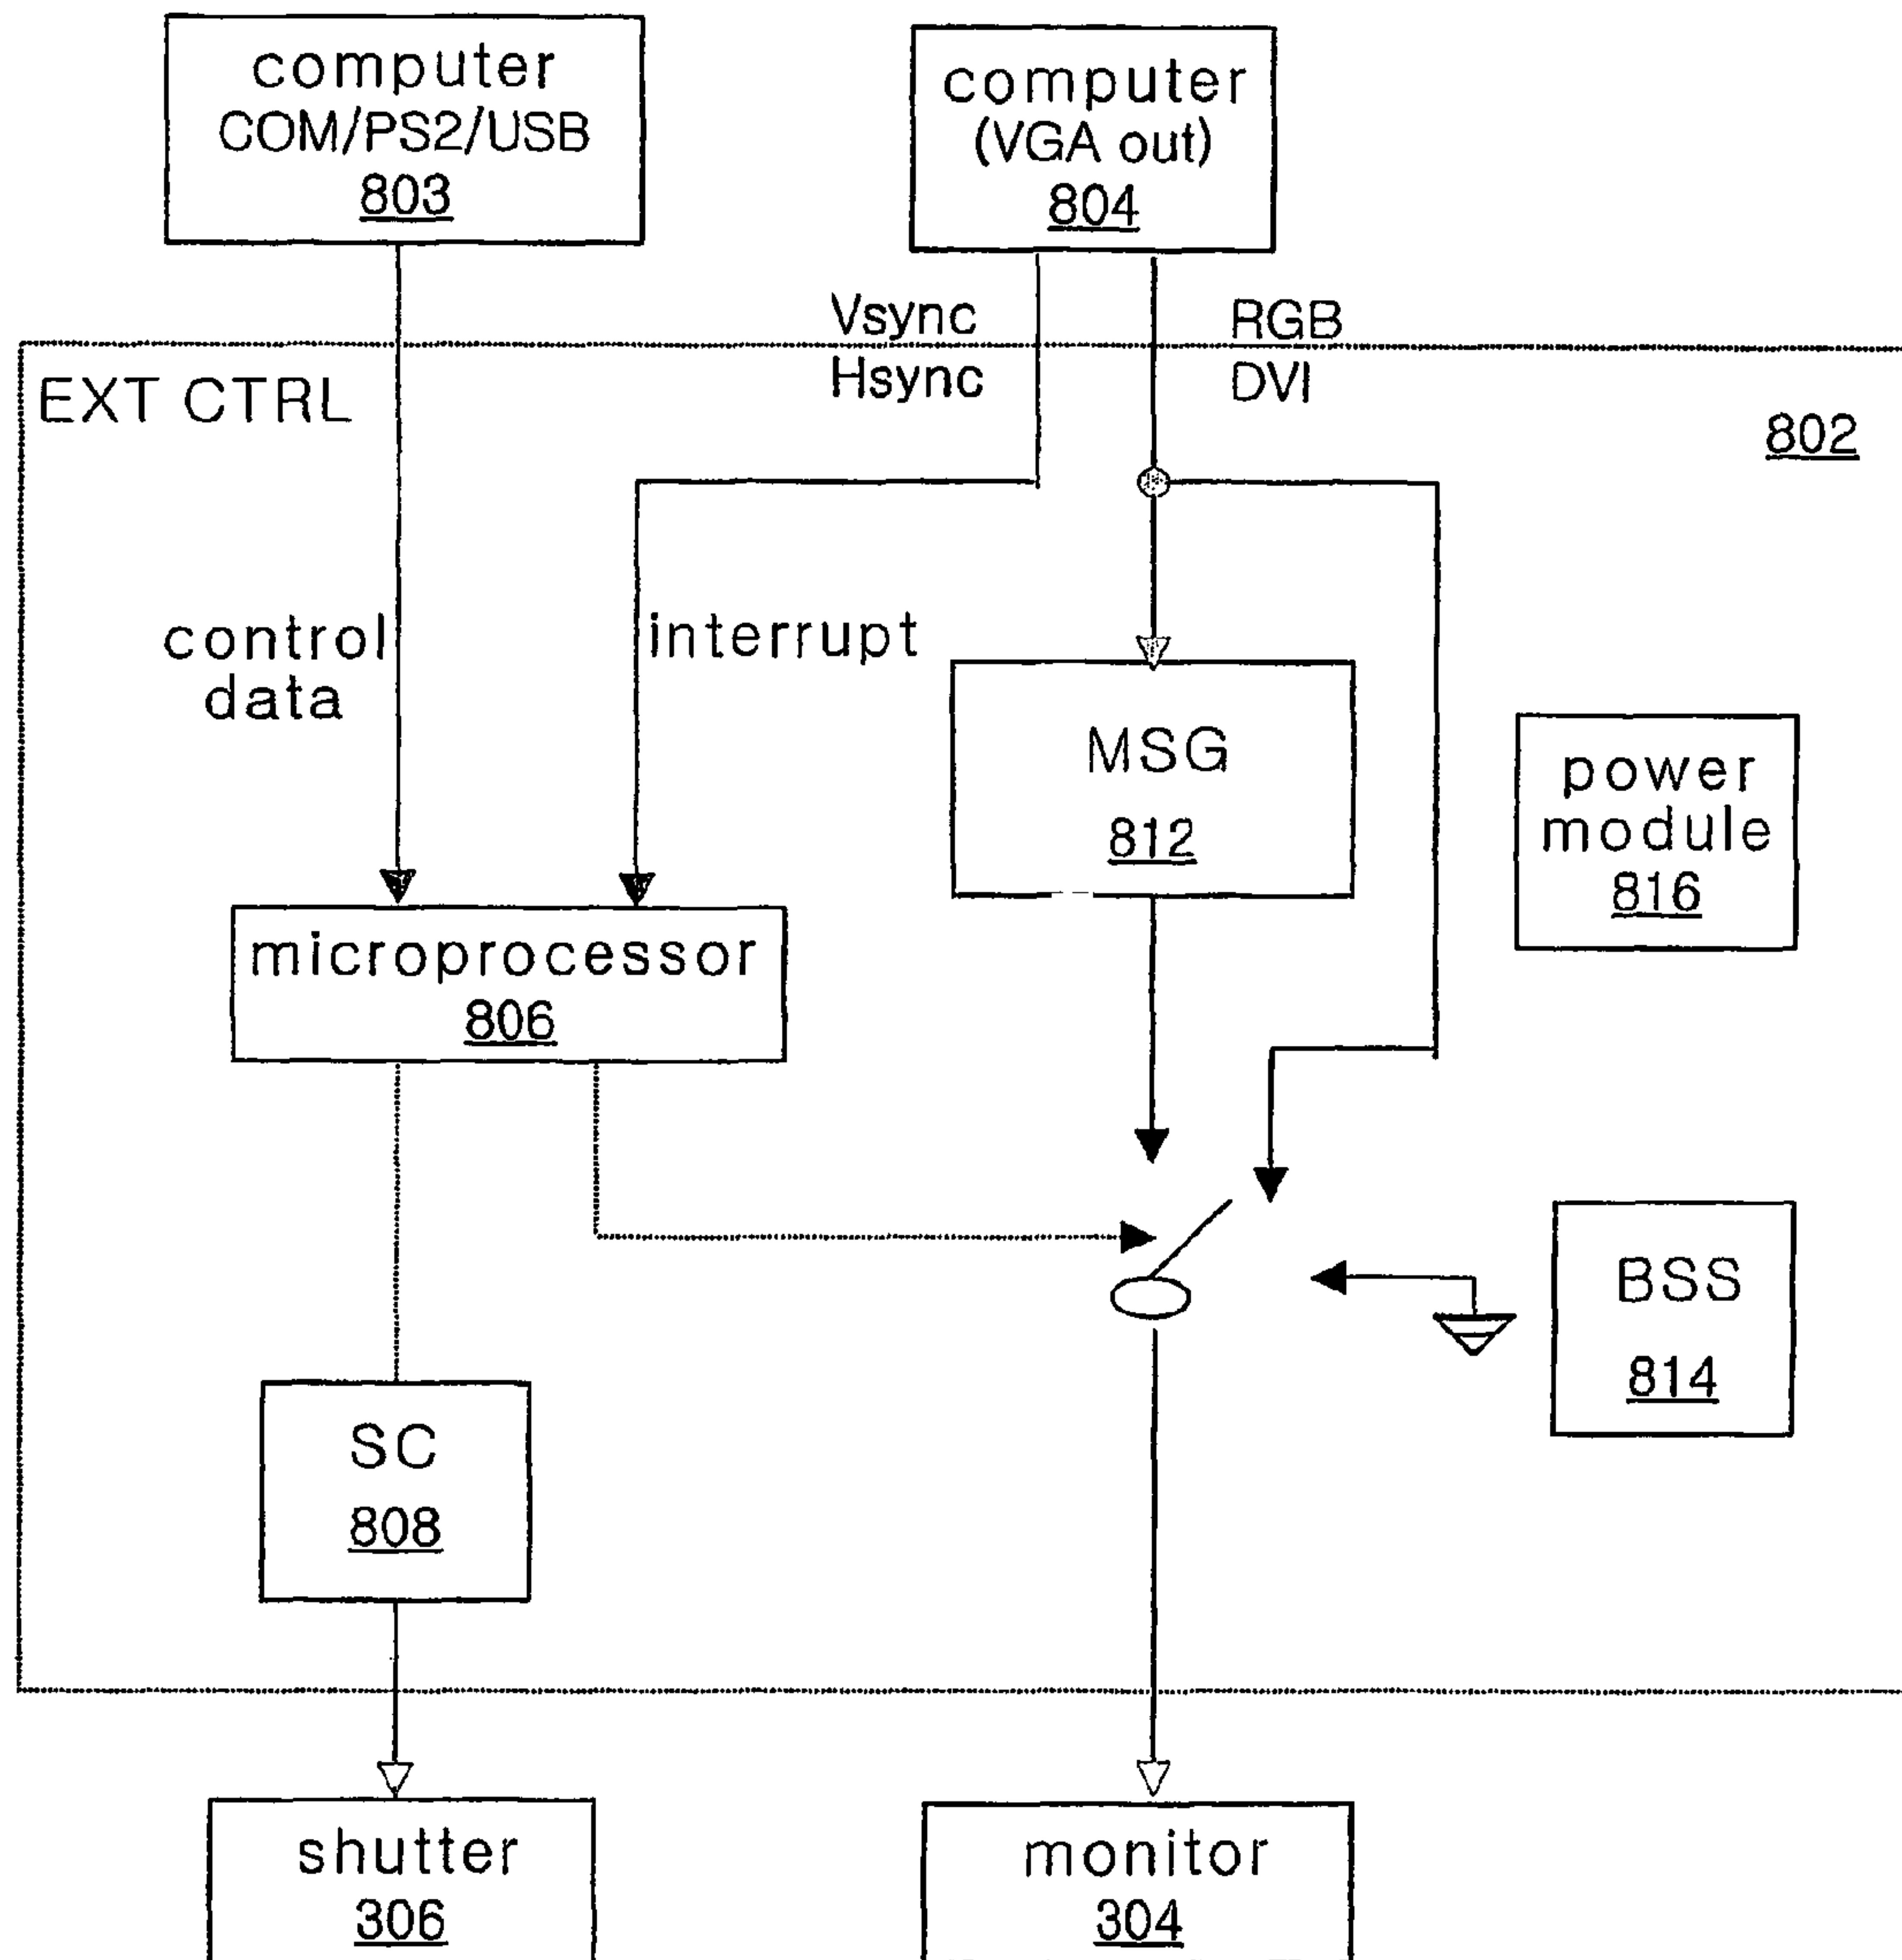 computer
COM/PS2/USB
803
computer
(VGA out)
804
Vsync
Hsync
RGB
DVI
EXT CTRL
802
control
data
interrupt
MSG
812
power
module
816
microprocessor
806
BSS
814
SC
808
shutter
306
monitor
304